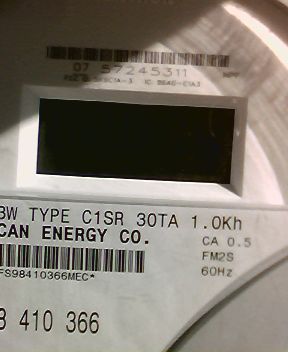 07 57245311
3W TYPE C1SR 30TA 1.0Kh
CAN ENERGY CO.
CA 0.5
FM2S
60Hz
FS98410366MEC*
410 366